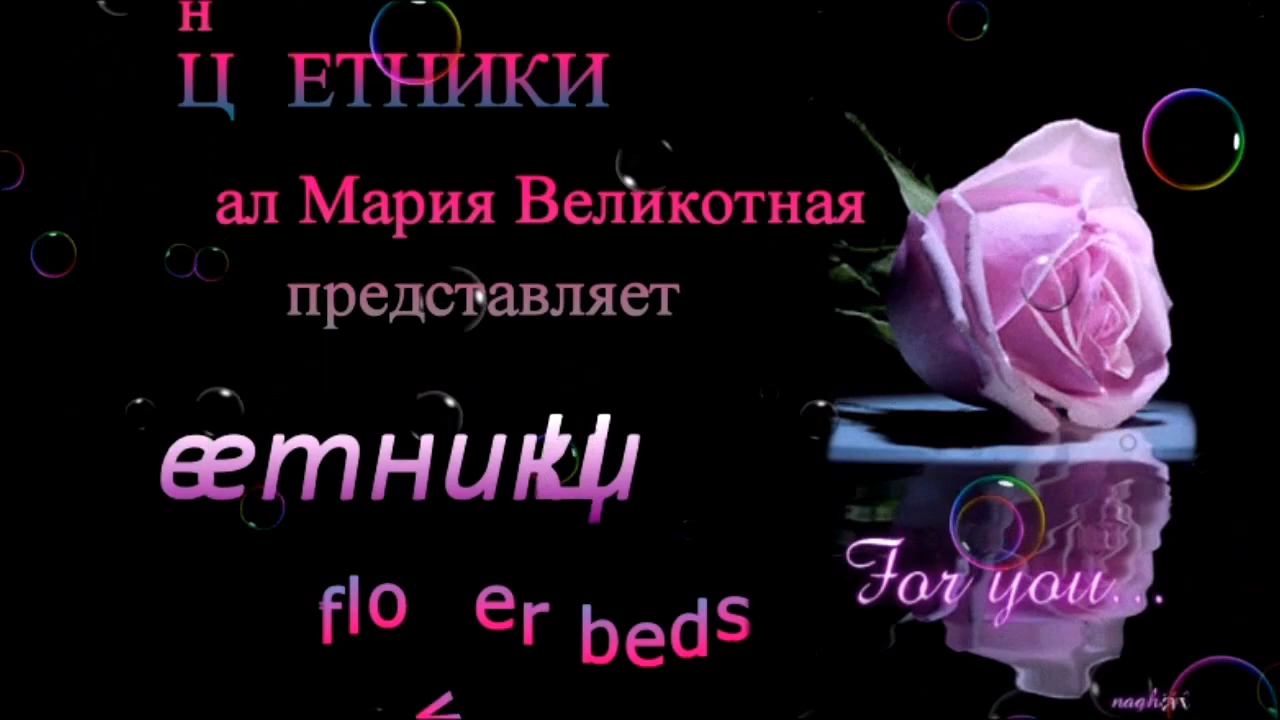 н
Ц ЕТНИКИ
ал Мария Великотная
представляет
flo er beds
For you...